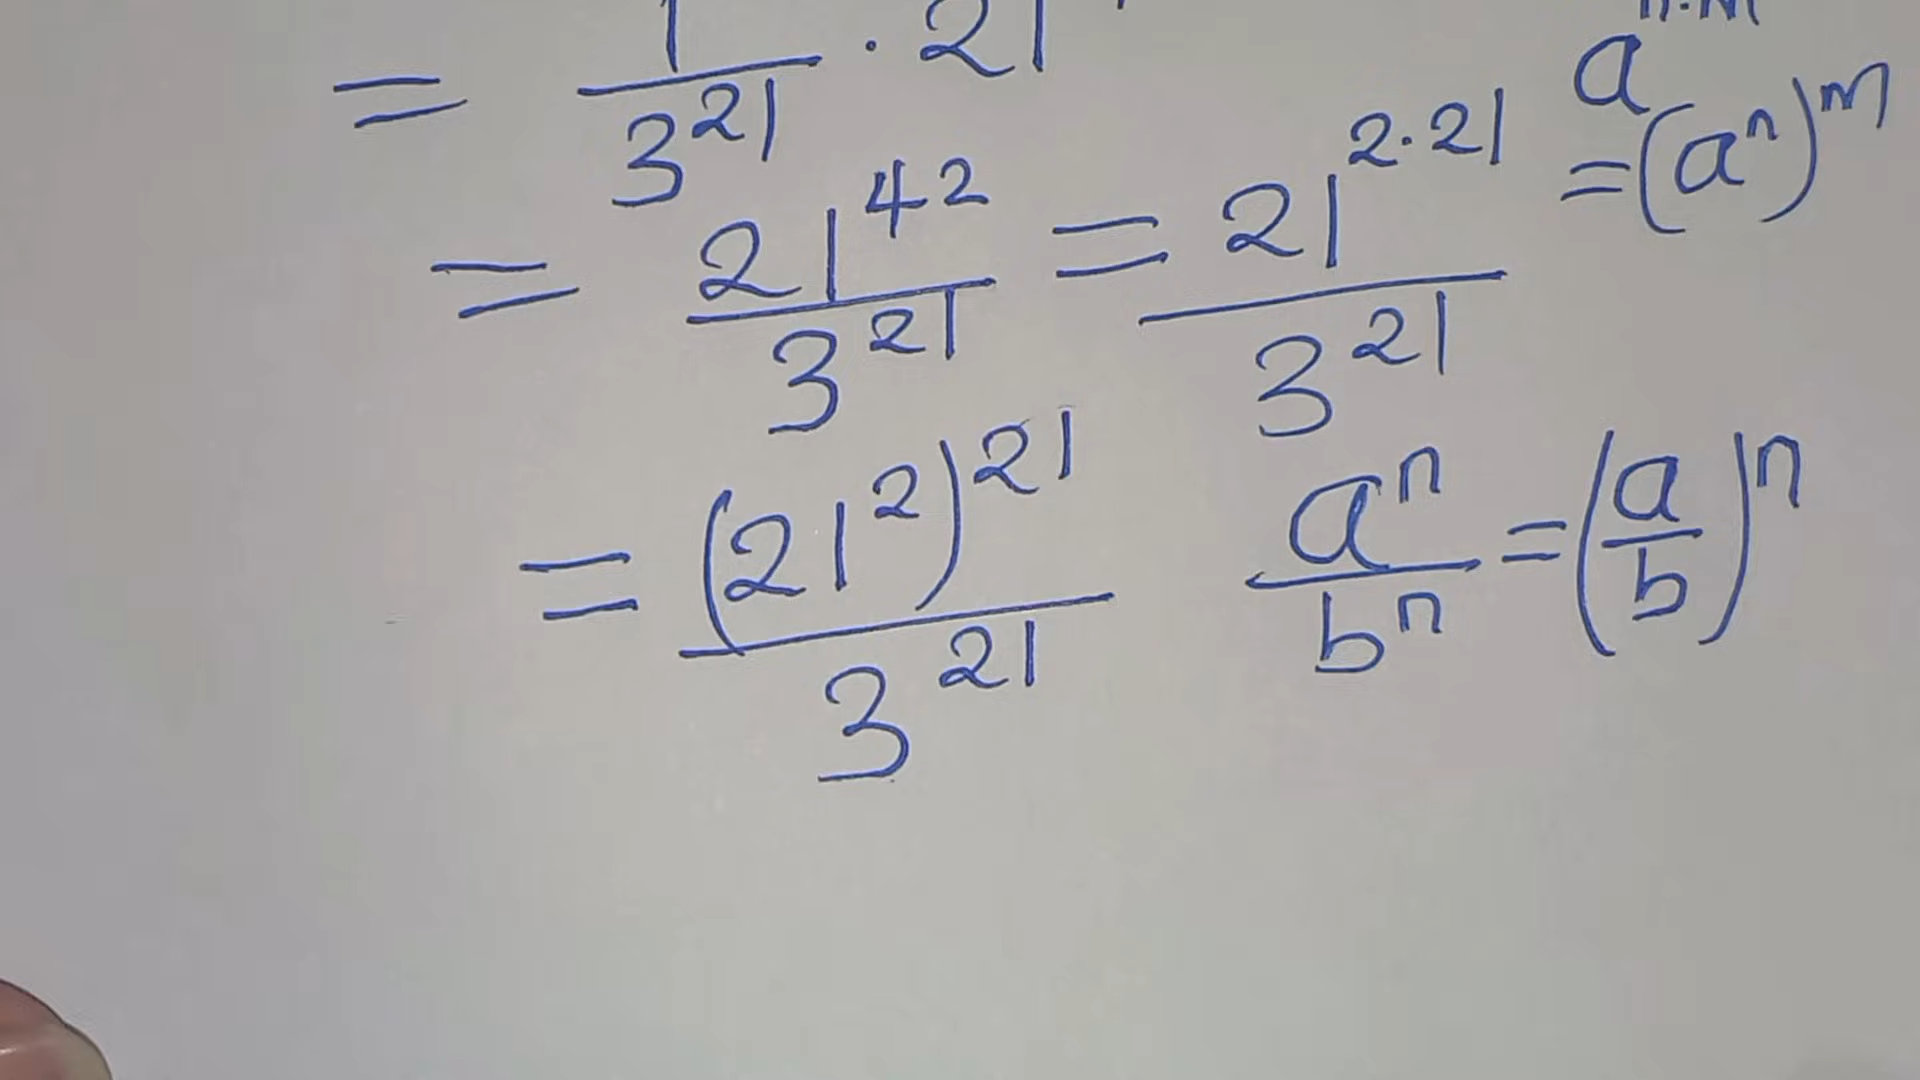 = 1/3^21 · 21
a^n·m
= 21^42/3^21 = 21^2·21/3^21
= (a^n)^m
= (21^2)^21/3^21
a^n/b^n = (a/b)^n